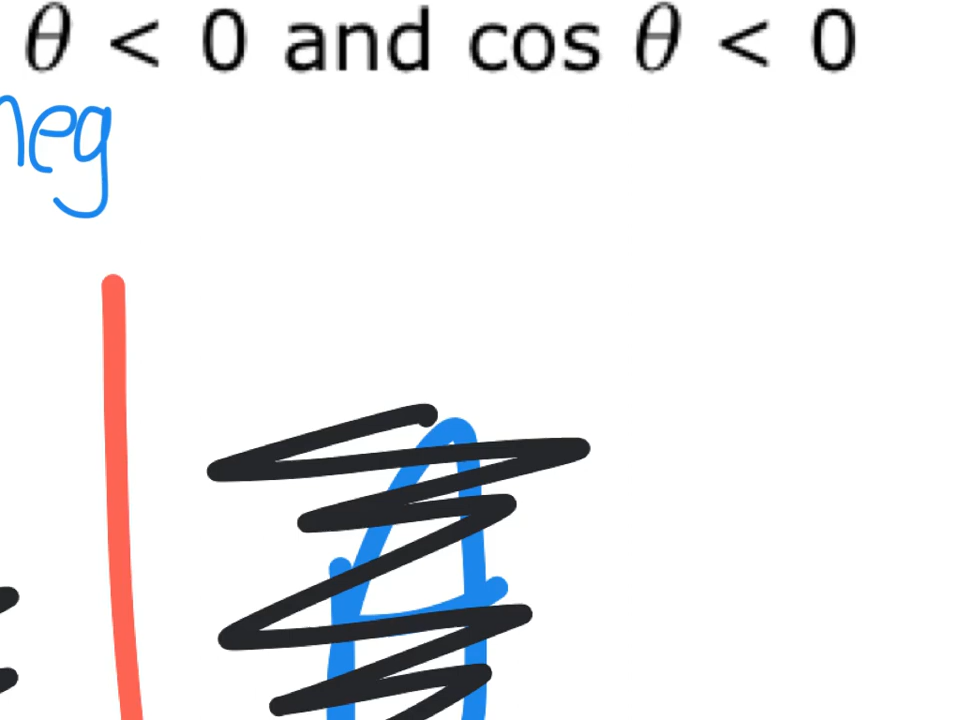 θ < 0 and cos θ < 0
neg
A